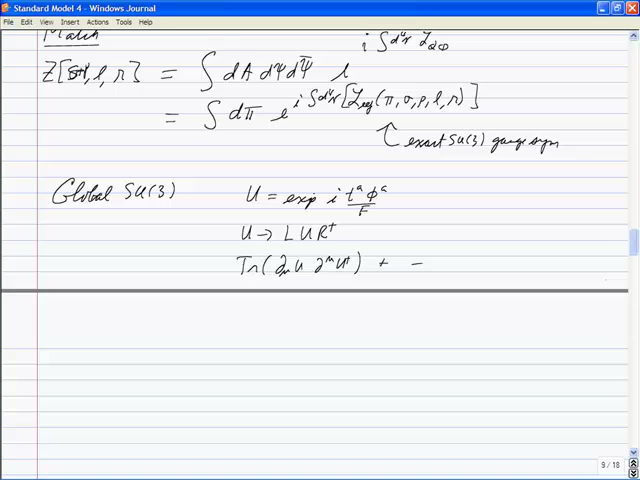 Standard Model 4 - Windows Journal
File Edit View Insert Actions Tools Help
Match
Z[s+p, l, r] = ∫ dA dΨ dΨ̄ e^{i ∫ d⁴x L_QCD}
= ∫ dπ e^{i ∫ d⁴x [L_eff(π, σ, p, l, r)]}
exact SU(3) gauge sym
Global SU(3) U = exp i t^a φ^a / F
U → L U R†
Tr(∂_μ U ∂^μ U†) + —
9 / 18